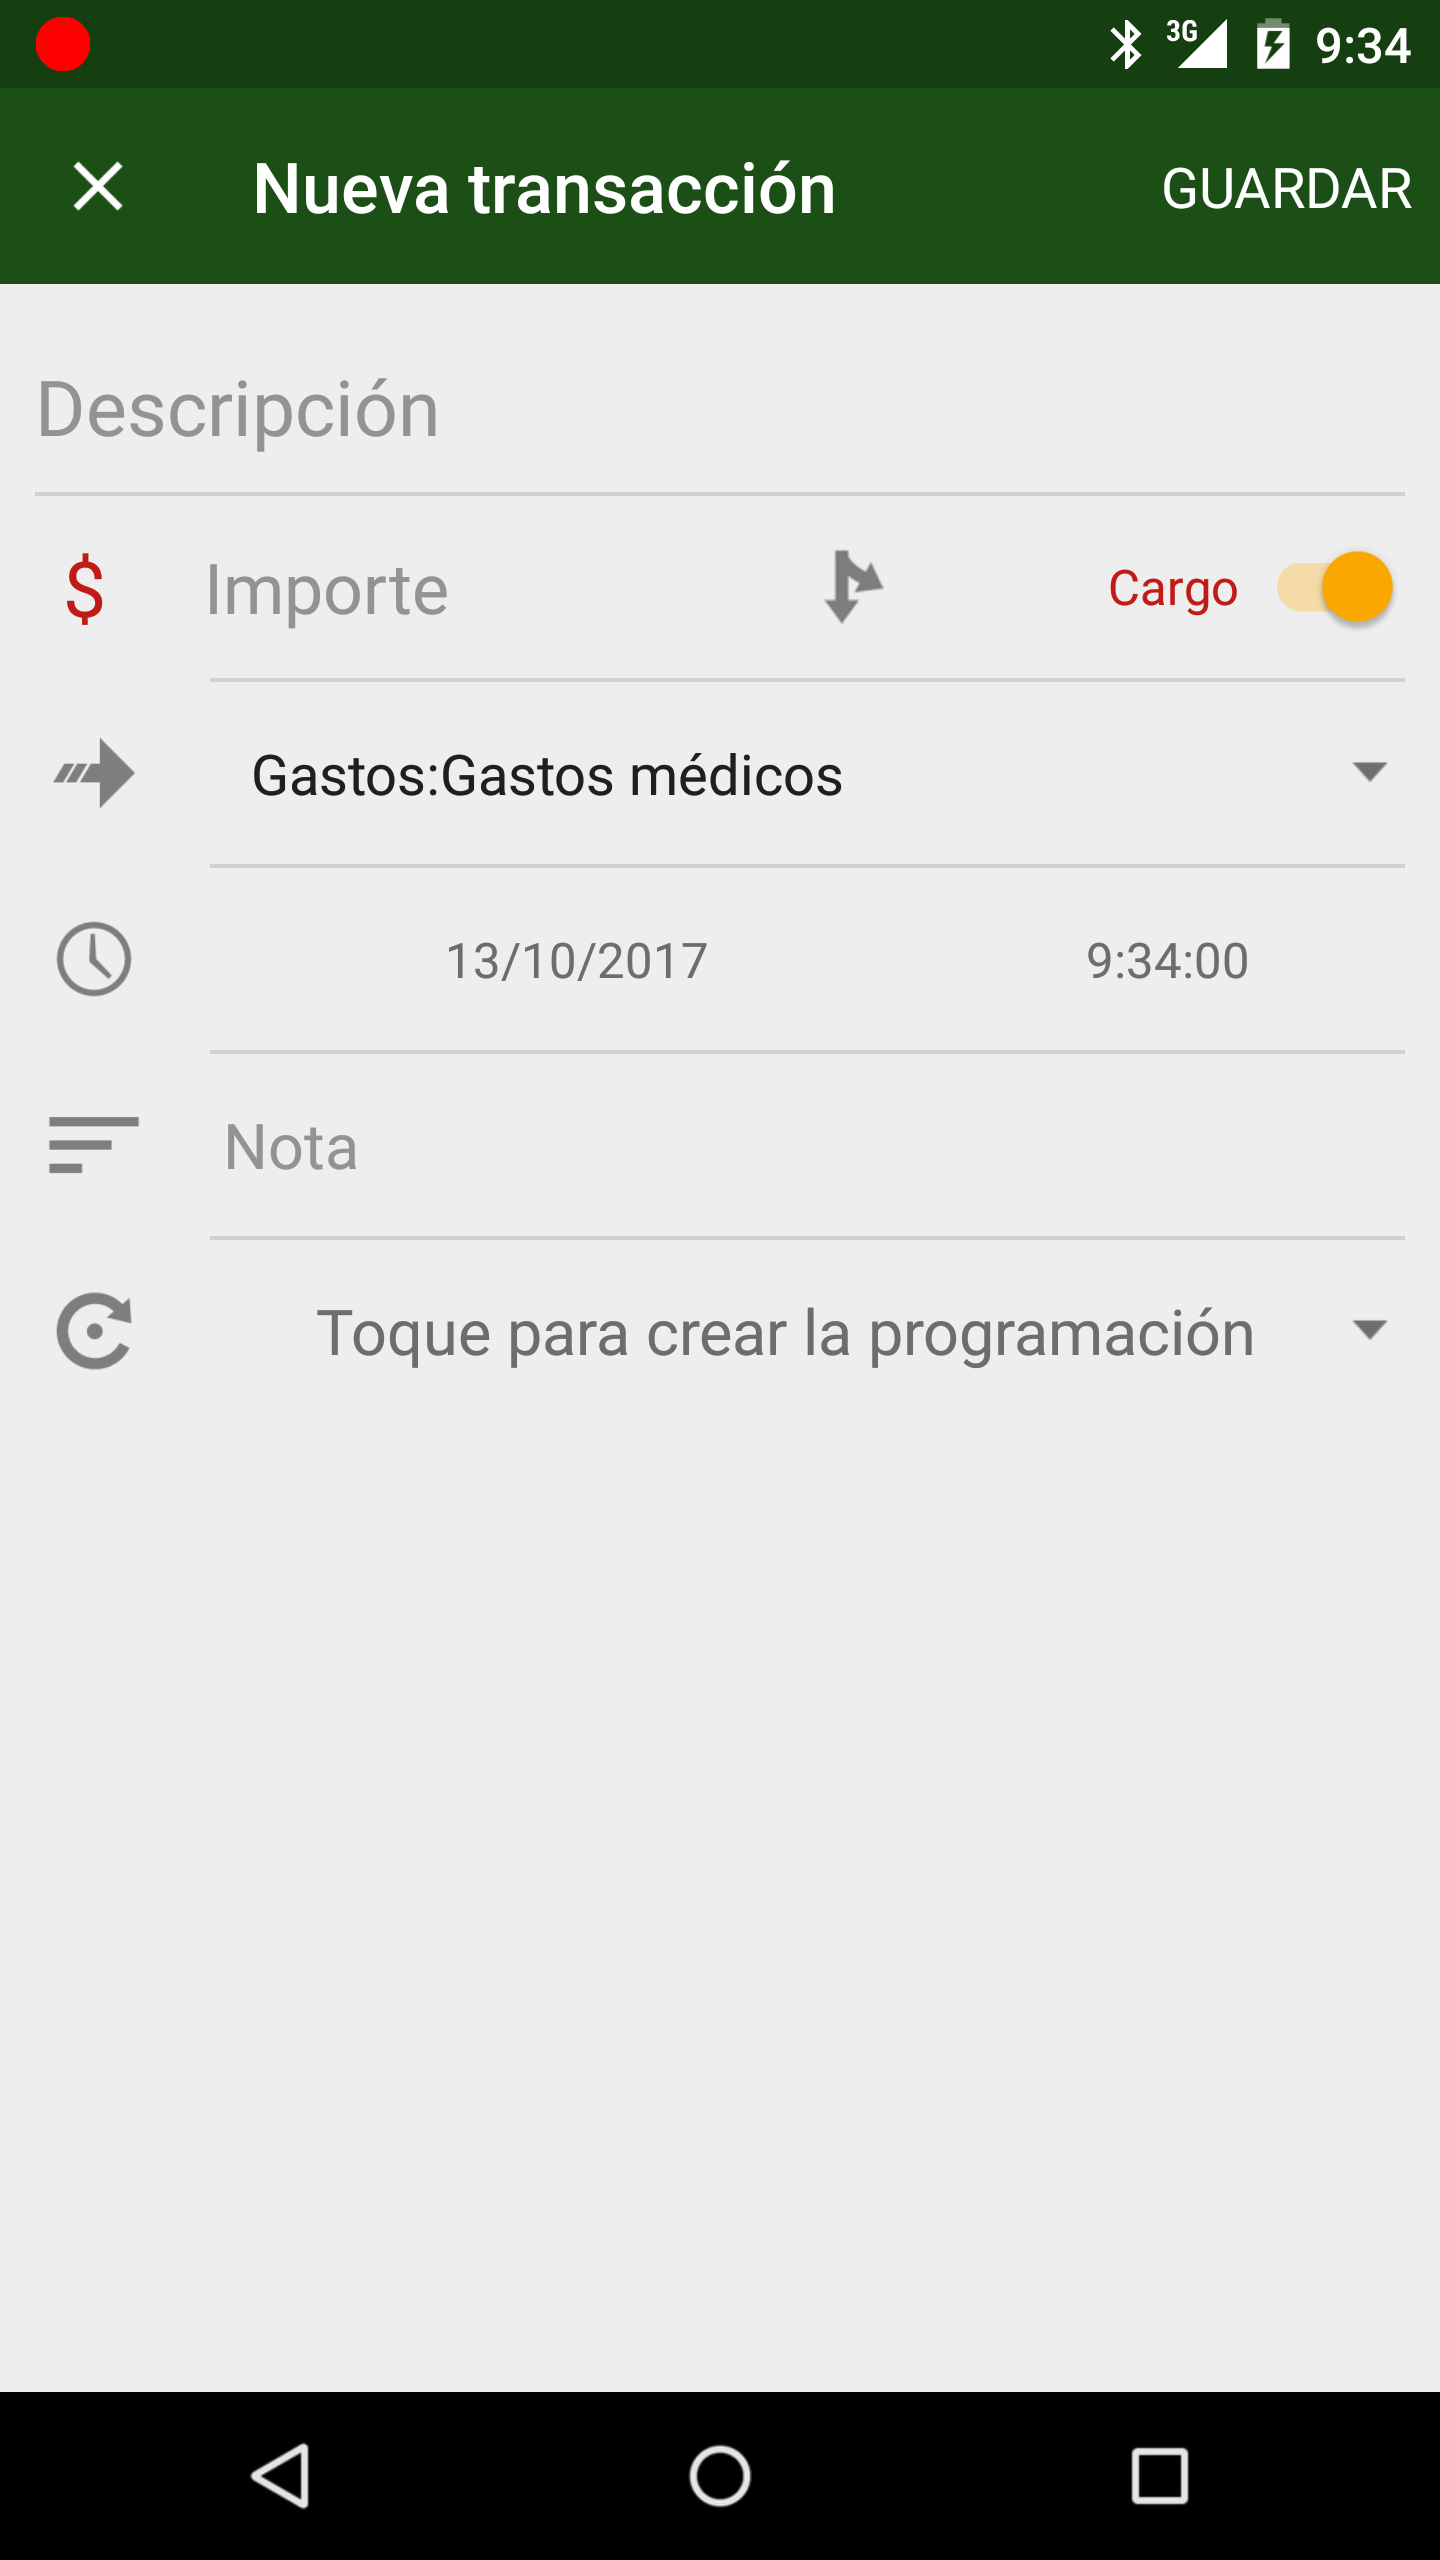 3G 9:34
Nueva transacción GUARDAR
Descripción
$ Importe Cargo
Gastos:Gastos médicos
13/10/2017 9:34:00
Nota
Toque para crear la programación